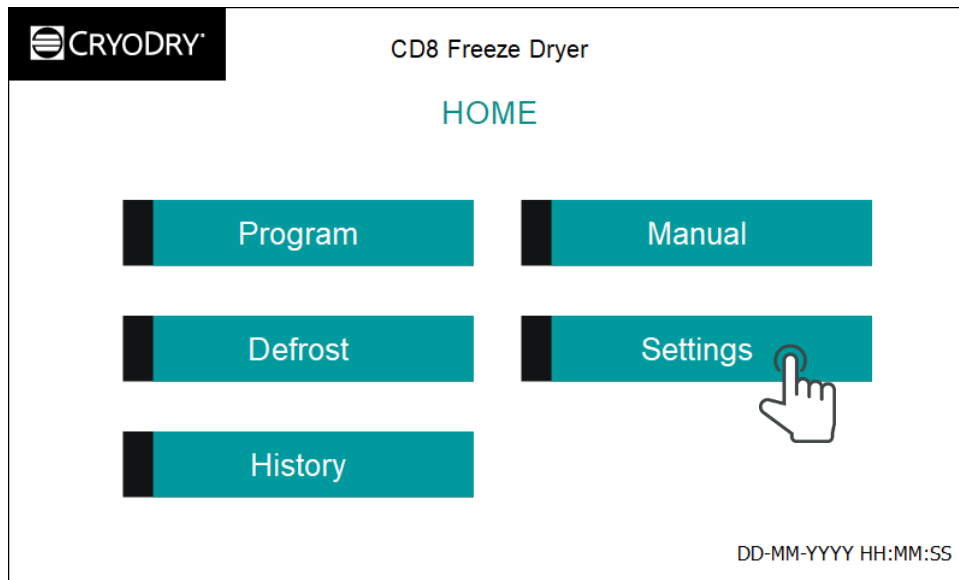 CRYODRY
CD8 Freeze Dryer
HOME
Program
Manual
Defrost
Settings
History
DD-MM-YYYY HH:MM:SS